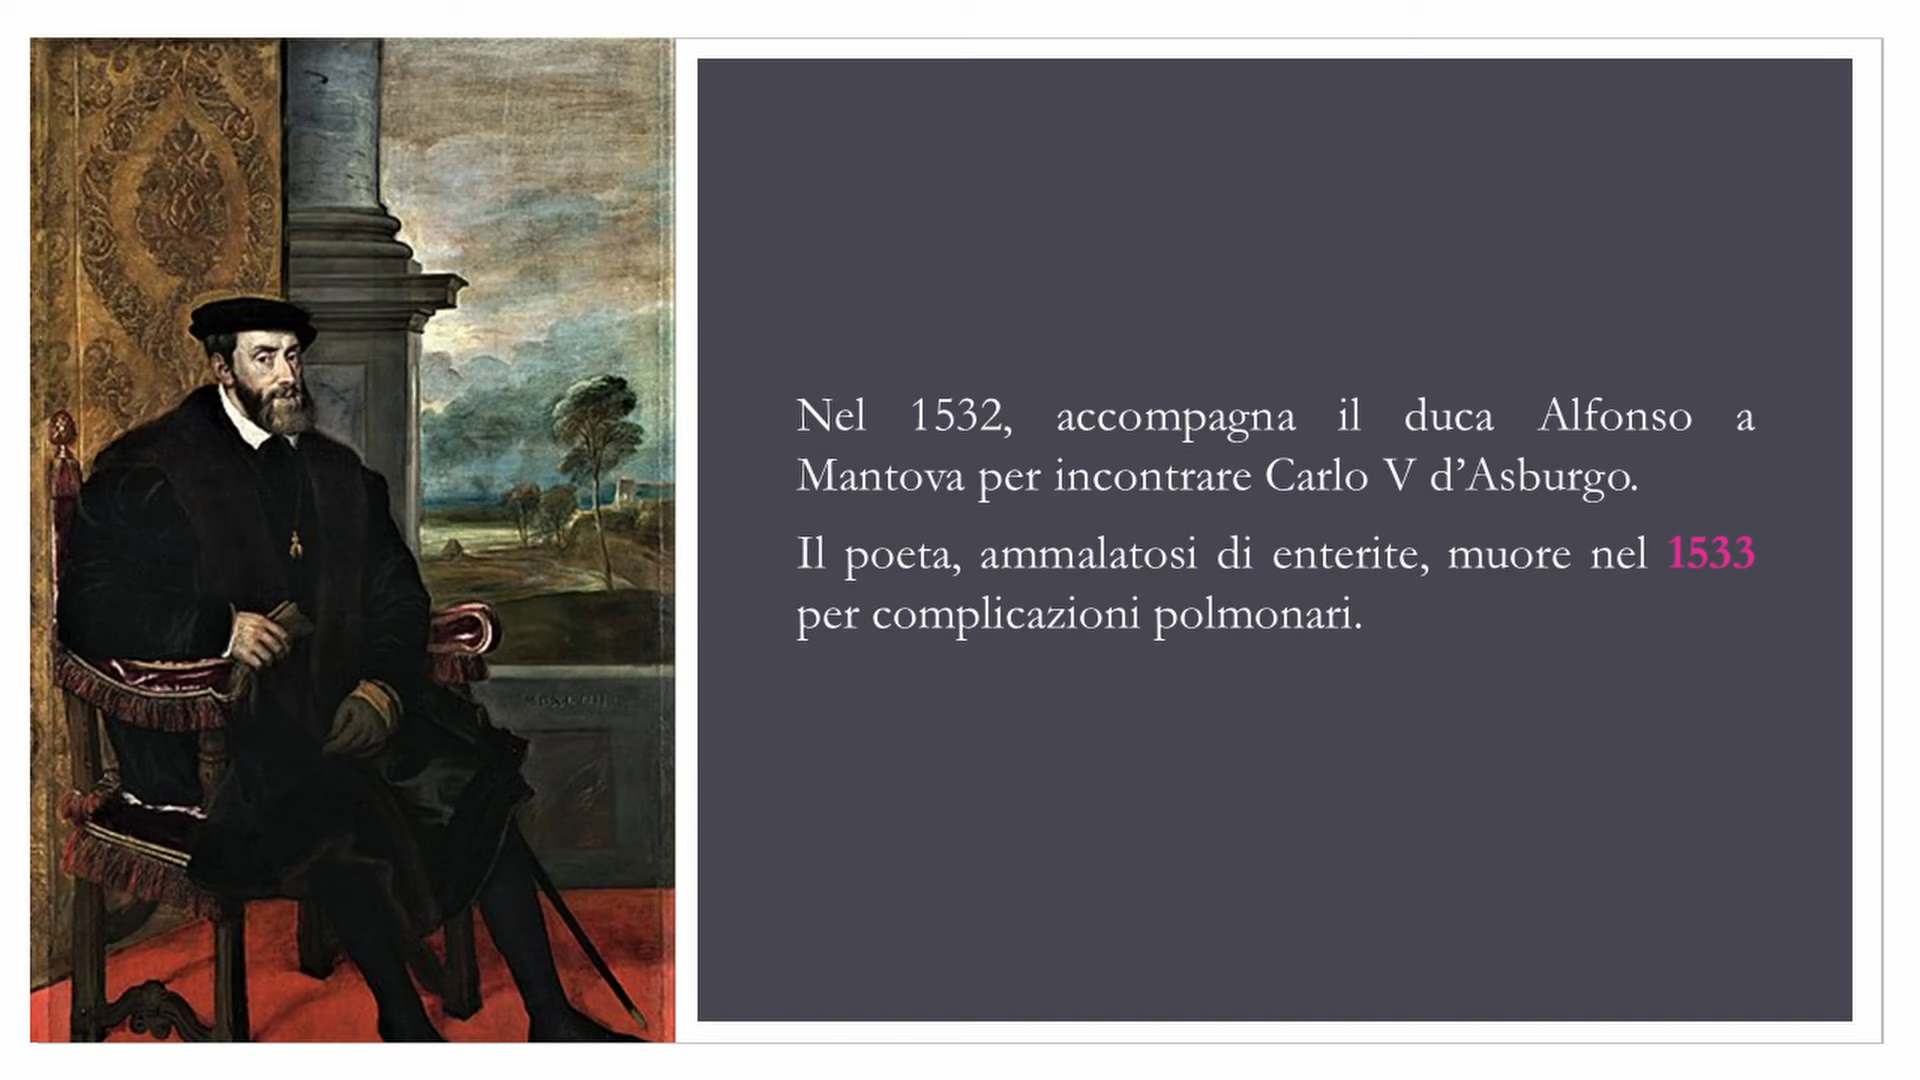 Nel 1532, accompagna il duca Alfonso a
Mantova per incontrare Carlo V d’Asburgo.
Il poeta, ammalatosi di enterite, muore nel 1533
per complicazioni polmonari.